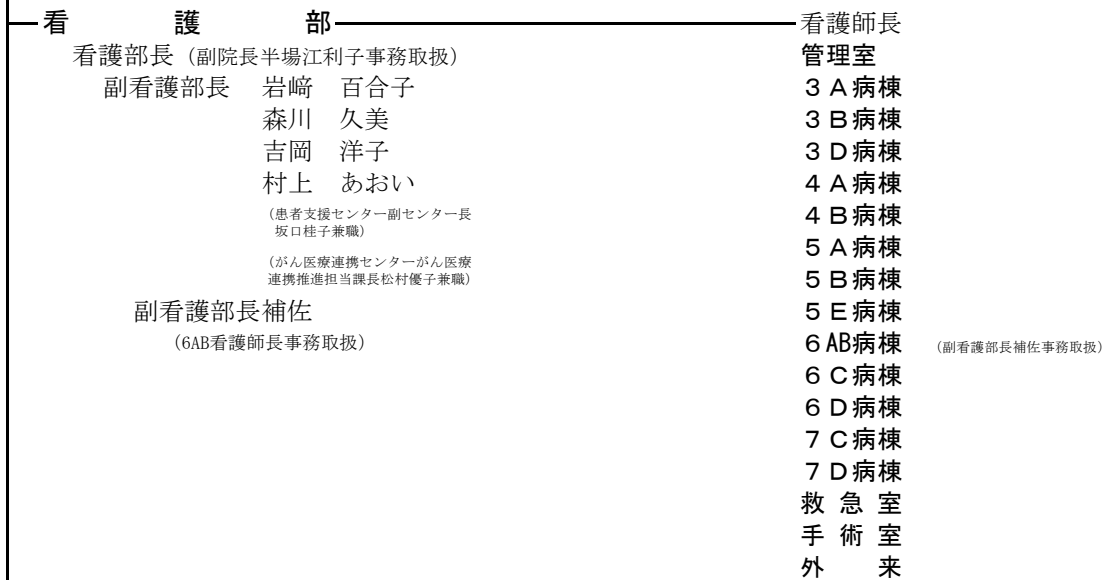 看護部 看護師長
看護部長 (副院長半場江利子事務取扱) 管理室
副看護部長 岩﨑 百合子 3A病棟
森川 久美 3B病棟
吉岡 洋子 3D病棟
村上 あおい 4A病棟
(患者支援センター副センター長 4B病棟
坂口桂子兼職)
5A病棟
(がん医療連携センターがん医療 5B病棟
連携推進担当課長松村優子兼職)
副看護部長補佐 5E病棟
(6AB看護師長事務取扱) 6AB病棟 (副看護部長補佐事務取扱)
6C病棟
6D病棟
7C病棟
7D病棟
救急室
手術室
外来